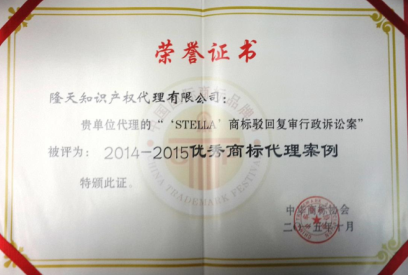 荣誉证书
隆天知识产权代理有限公司：
贵单位代理的“‘STELLA’商标驳回复审行政诉讼案”
被评为：2014-2015优秀商标代理案例
特颁此证。
CHINA TRADEMARK FESTIVAL
中华商标协会
二〇一五年十月